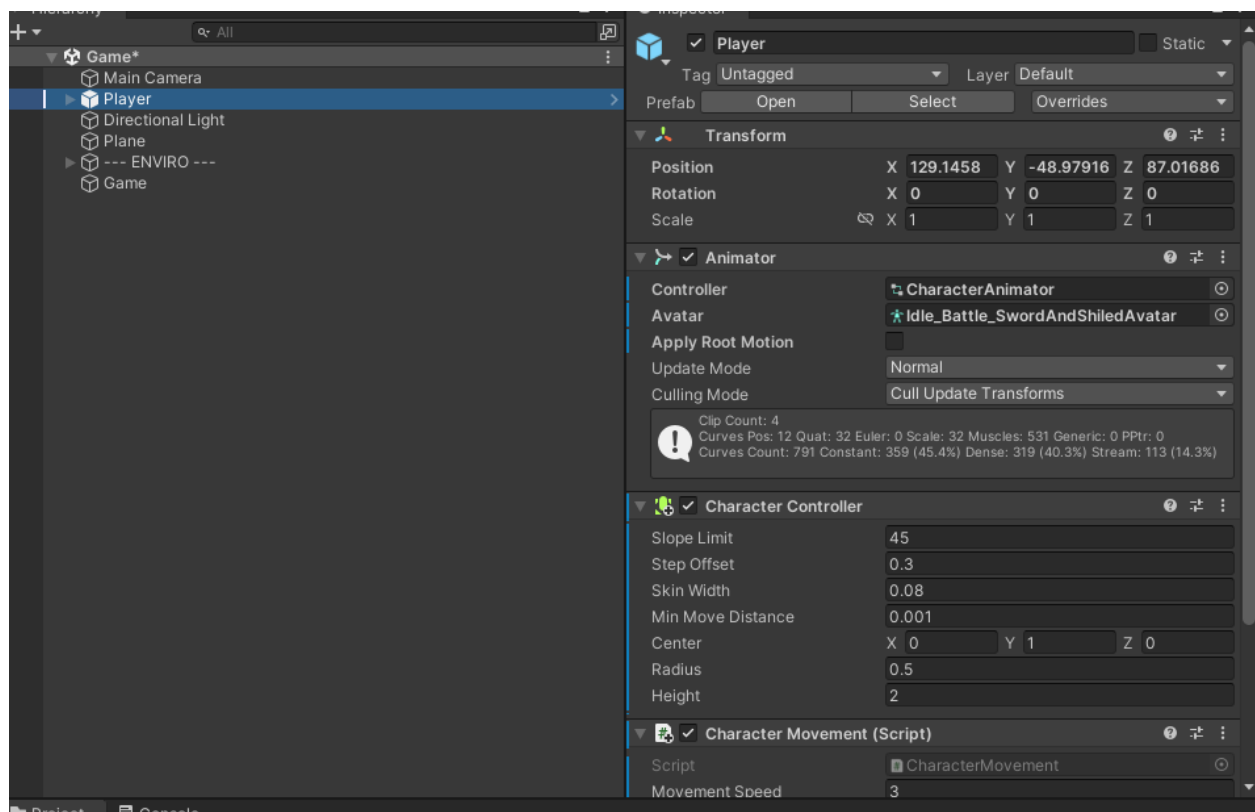 Hierarchy
All
Game*
Main Camera
Player
Directional Light
Plane
--- ENVIRO ---
Game
Inspector
Player
Static
Tag Untagged Layer Default
Prefab Open Select Overrides
Transform
Position X 129.1458 Y -48.97916 Z 87.01686
Rotation X 0 Y 0 Z 0
Scale X 1 Y 1 Z 1
Animator
Controller CharacterAnimator
Avatar Idle_Battle_SwordAndShiledAvatar
Apply Root Motion
Update Mode Normal
Culling Mode Cull Update Transforms
Clip Count: 4
Curves Pos: 12 Quat: 32 Euler: 0 Scale: 32 Muscles: 531 Generic: 0 PPtr: 0
Curves Count: 791 Constant: 359 (45.4%) Dense: 319 (40.3%) Stream: 113 (14.3%)
Character Controller
Slope Limit 45
Step Offset 0.3
Skin Width 0.08
Min Move Distance 0.001
Center X 0 Y 1 Z 0
Radius 0.5
Height 2
Character Movement (Script)
Script CharacterMovement
Movement Speed 3
Project Console